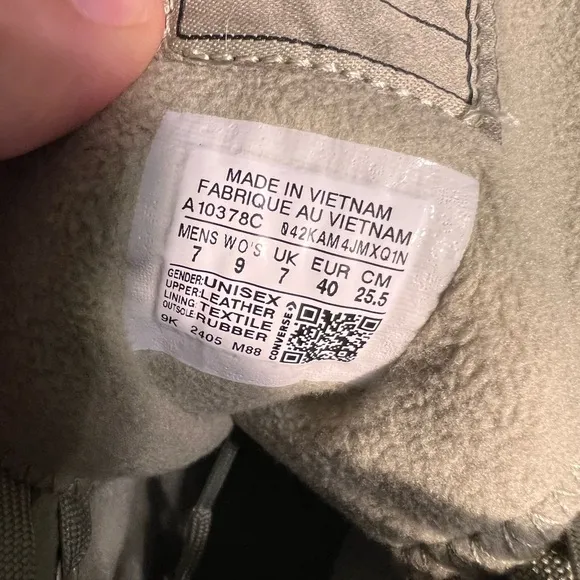 MADE IN VIETNAM
FABRIQUE AU VIETNAM
A10378C 042KAM4JMXQ1N
MENS WO'S UK EUR CM
7 9 7 40 25.5
GENDER: UNISEX
UPPER: LEATHER
LINING: TEXTILE
OUTSOLE: RUBBER
9K 2405 M88
CONVERSE